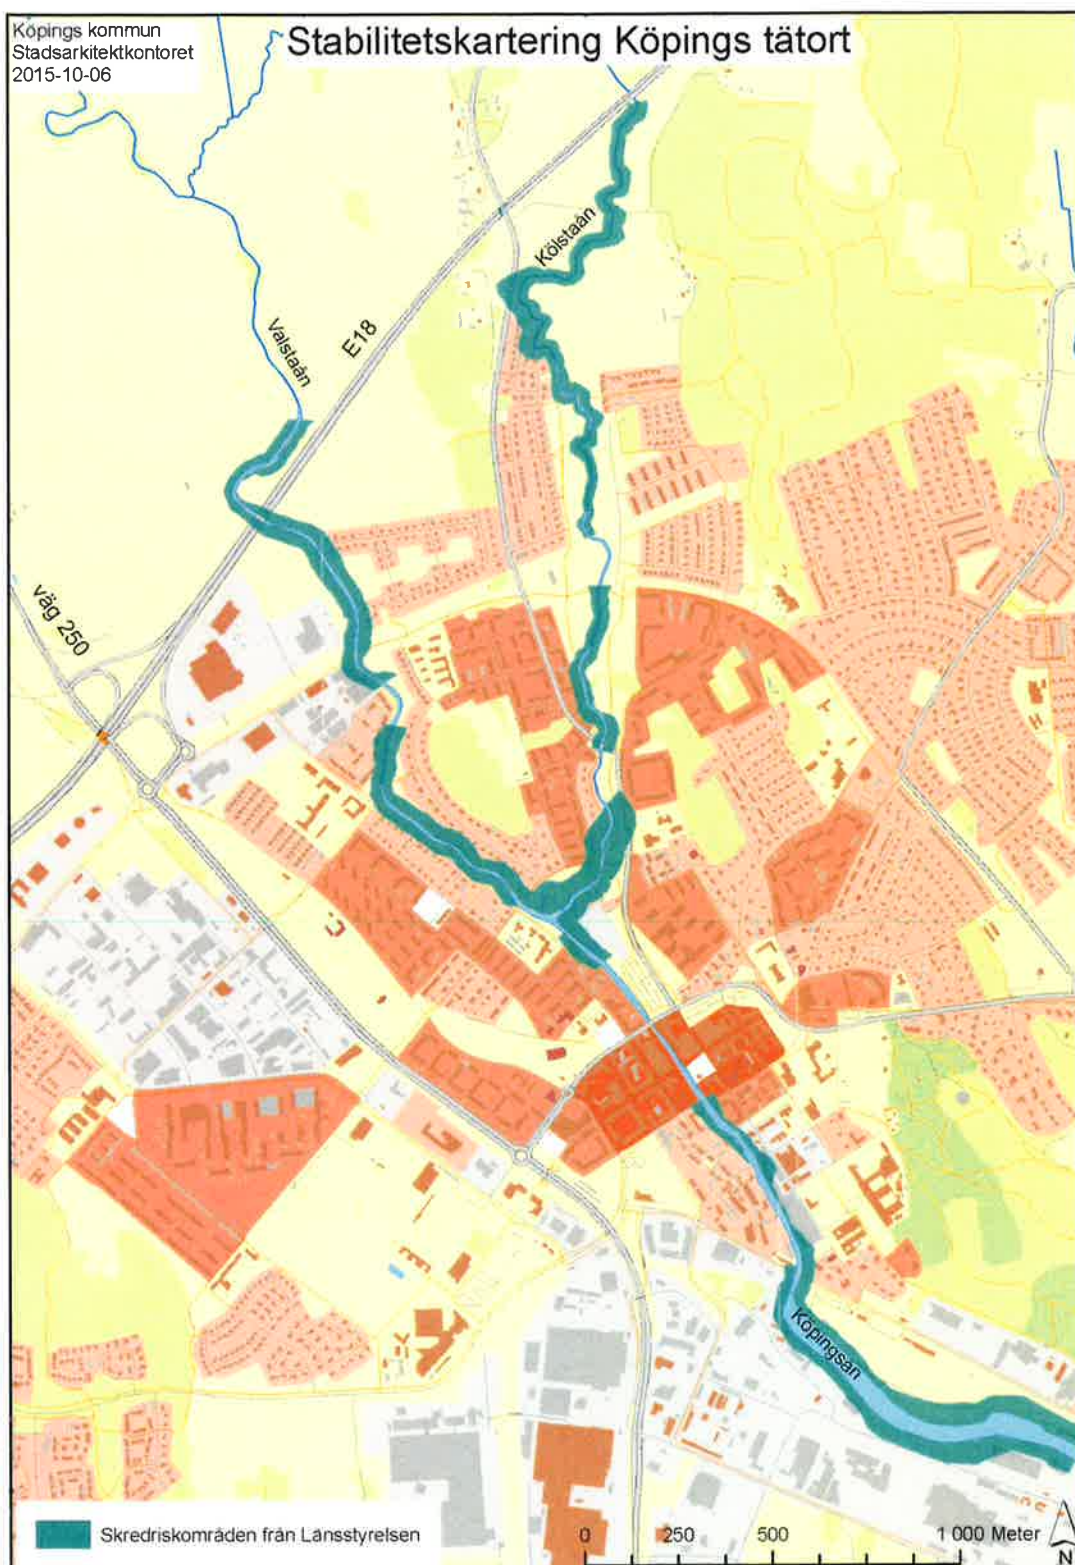 Köpings kommun
Stadsarkitektkontoret
2015-10-06
Stabilitetskartering Köpings tätort
Kölstaån
Valstaån
E18
väg 250
Köpingsån
Skredriskområden från Länsstyrelsen
0 250 500 1 000 Meter
N